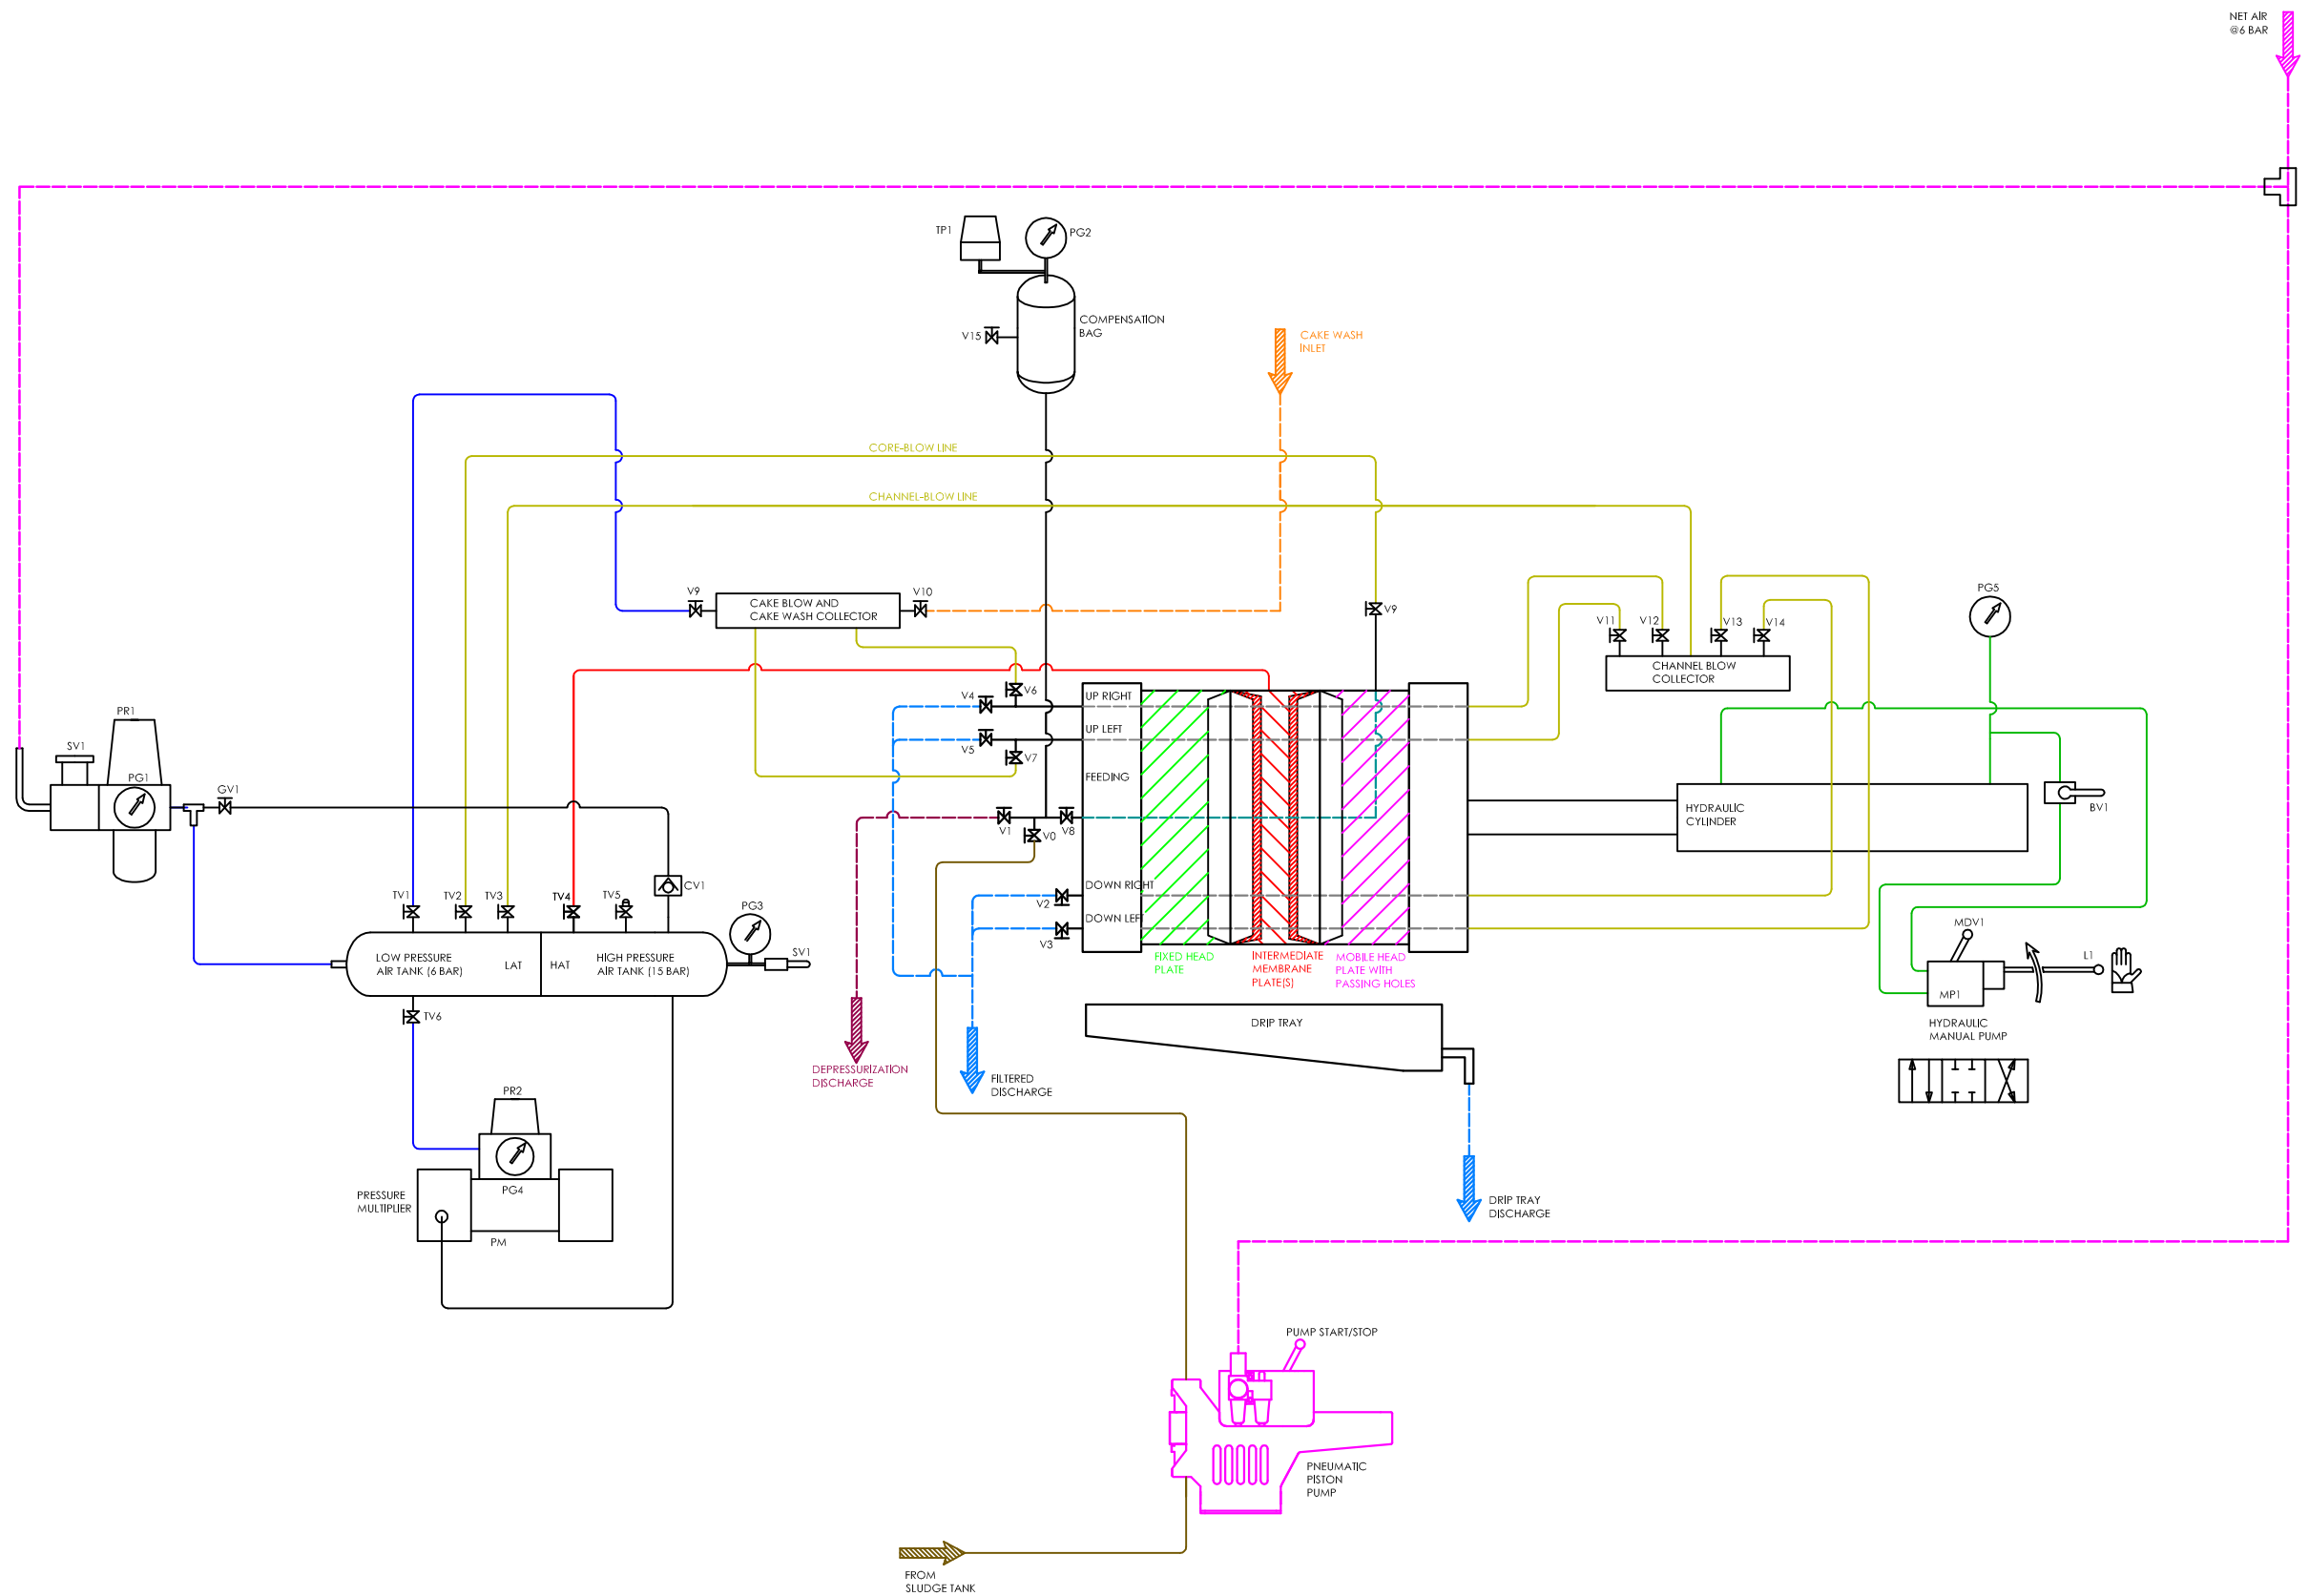 NET AIR
@6 BAR
TP1
PG2
COMPENSATION
BAG
V15
CAKE WASH
INLET
CORE-BLOW LINE
CHANNEL-BLOW LINE
V9
CAKE BLOW AND
CAKE WASH COLLECTOR
V10
V9
V11
V12
V13
V14
CHANNEL BLOW
COLLECTOR
PG5
V4
V6
UP RIGHT
V5
V7
UP LEFT
FEEDING
V1
V0
V8
DOWN RIGHT
V2
DOWN LEFT
V3
FIXED HEAD
PLATE
INTERMEDIATE
MEMBRANE
PLATE(S)
MOBILE HEAD
PLATE WITH
PASSING HOLES
HYDRAULIC
CYLINDER
BV1
PR1
SV1
PG1
GV1
TV1
TV2
TV3
TV4
TV5
CV1
PG3
SV1
LOW PRESSURE
AIR TANK (6 BAR)
LAT
HAT
HIGH PRESSURE
AIR TANK (15 BAR)
TV6
MDV1
L1
MP1
HYDRAULIC
MANUAL PUMP
DRIP TRAY
DEPRESSURIZATION
DISCHARGE
FILTERED
DISCHARGE
PR2
PG4
PRESSURE
MULTIPLIER
PM
DRIP TRAY
DISCHARGE
PUMP START/STOP
PNEUMATIC
PISTON
PUMP
FROM
SLUDGE TANK